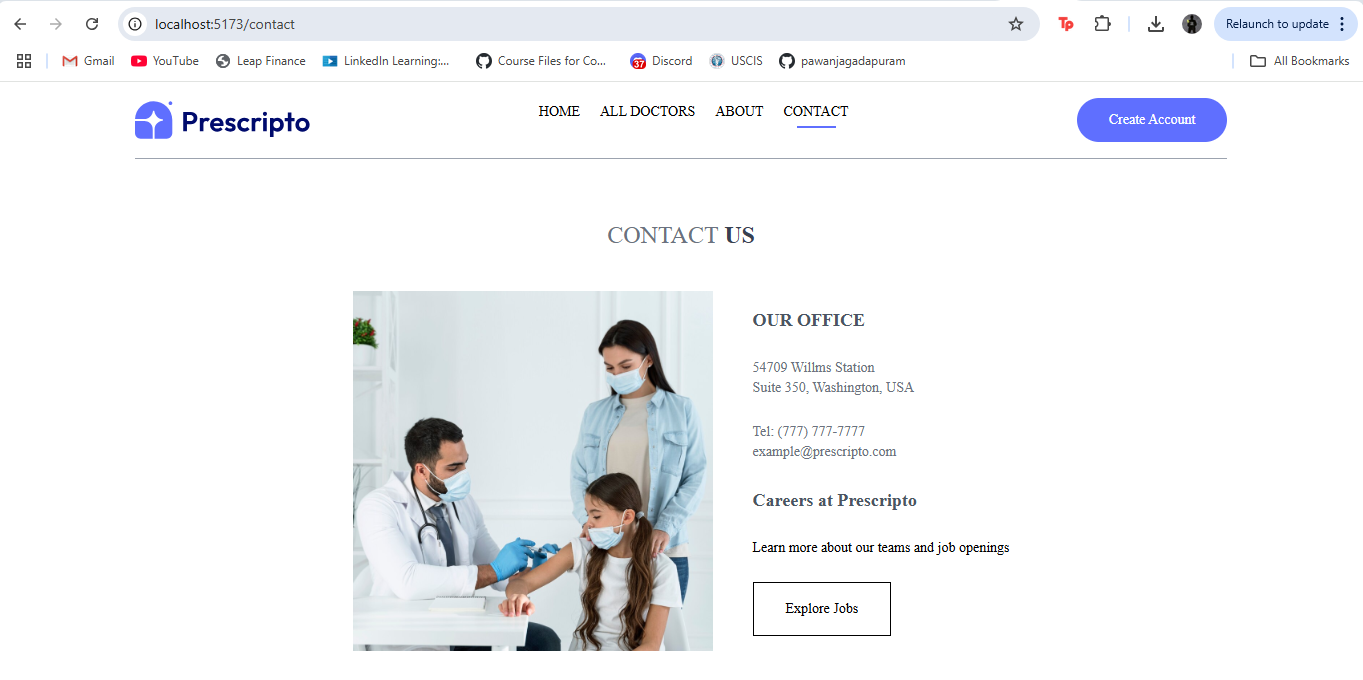 localhost:5173/contact
Tp
Relaunch to update
Gmail
YouTube
Leap Finance
LinkedIn Learning:...
Course Files for Co...
37
Discord
USCIS
pawanjagadapuram
All Bookmarks
Prescripto
HOME
ALL DOCTORS
ABOUT
CONTACT
Create Account
CONTACT US
OUR OFFICE
54709 Willms Station
Suite 350, Washington, USA
Tel: (777) 777-7777
example@prescripto.com
Careers at Prescripto
Learn more about our teams and job openings
Explore Jobs